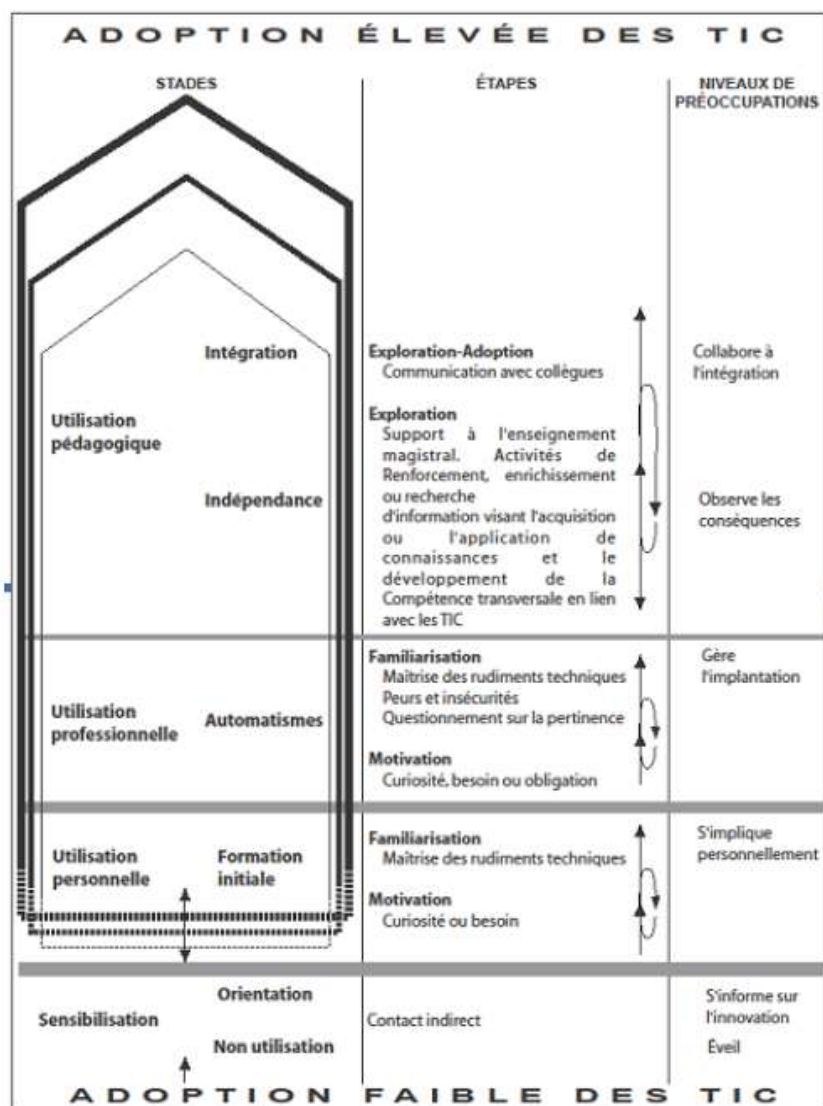 ADOPTION ÉLEVÉE DES TIC
STADES
ÉTAPES
NIVEAUX DE
PRÉOCCUPATIONS
Intégration
Exploration-Adoption
Communication avec collègues
Collabore à
l'intégration
Utilisation
pédagogique
Indépendance
Exploration
Support à l'enseignement
magistral. Activités de
Renforcement, enrichissement
ou recherche
d'information visant l'acquisition
ou l'application de
connaissances et le
développement de la
Compétence transversale en lien
avec les TIC
Observe les
conséquences
Utilisation
professionnelle
Automatismes
Familiarisation
Maîtrise des rudiments techniques
Peurs et insécurités
Questionnement sur la pertinence
Motivation
Curiosité, besoin ou obligation
Gère
l'implantation
Utilisation
personnelle
Formation
initiale
Familiarisation
Maîtrise des rudiments techniques
Motivation
Curiosité ou besoin
S'implique
personnellement
Sensibilisation
Orientation
Non utilisation
Contact indirect
S'informe sur
l'innovation
Éveil
ADOPTION FAIBLE DES TIC